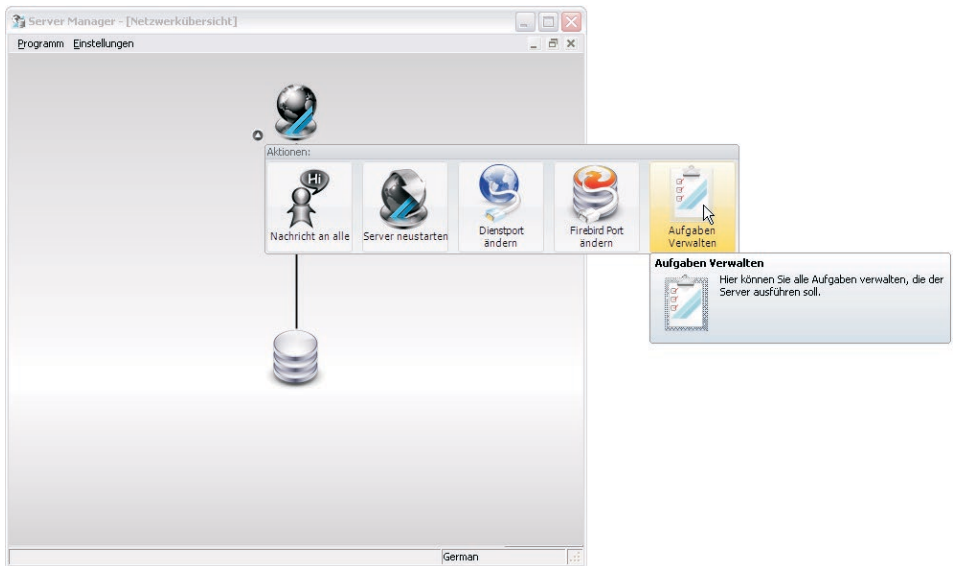 Server Manager - [Netzwerkübersicht]
Programm Einstellungen
Aktionen:
Hi
Nachricht an alle
Server neustarten
Dienstport
ändern
Firebird Port
ändern
Aufgaben
Verwalten
Aufgaben Verwalten
Hier können Sie alle Aufgaben verwalten, die der
Server ausführen soll.
German